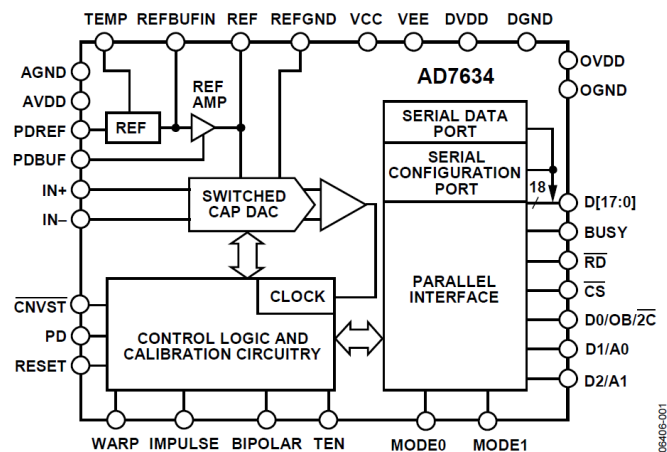 TEMP REFBUFIN REF REFGND VCC VEE DVDD DGND
AGND
AVDD
PDREF
PDBUF
IN+
IN–
CNVST
PD
RESET
REF
REF
AMP
SWITCHED
CAP DAC
CLOCK
CONTROL LOGIC AND
CALIBRATION CIRCUITRY
AD7634
SERIAL DATA
PORT
SERIAL
CONFIGURATION
PORT
18
PARALLEL
INTERFACE
OVDD
OGND
D[17:0]
BUSY
RD
CS
D0/OB/2C
D1/A0
D2/A1
WARP IMPULSE BIPOLAR TEN MODE0 MODE1
06406-001